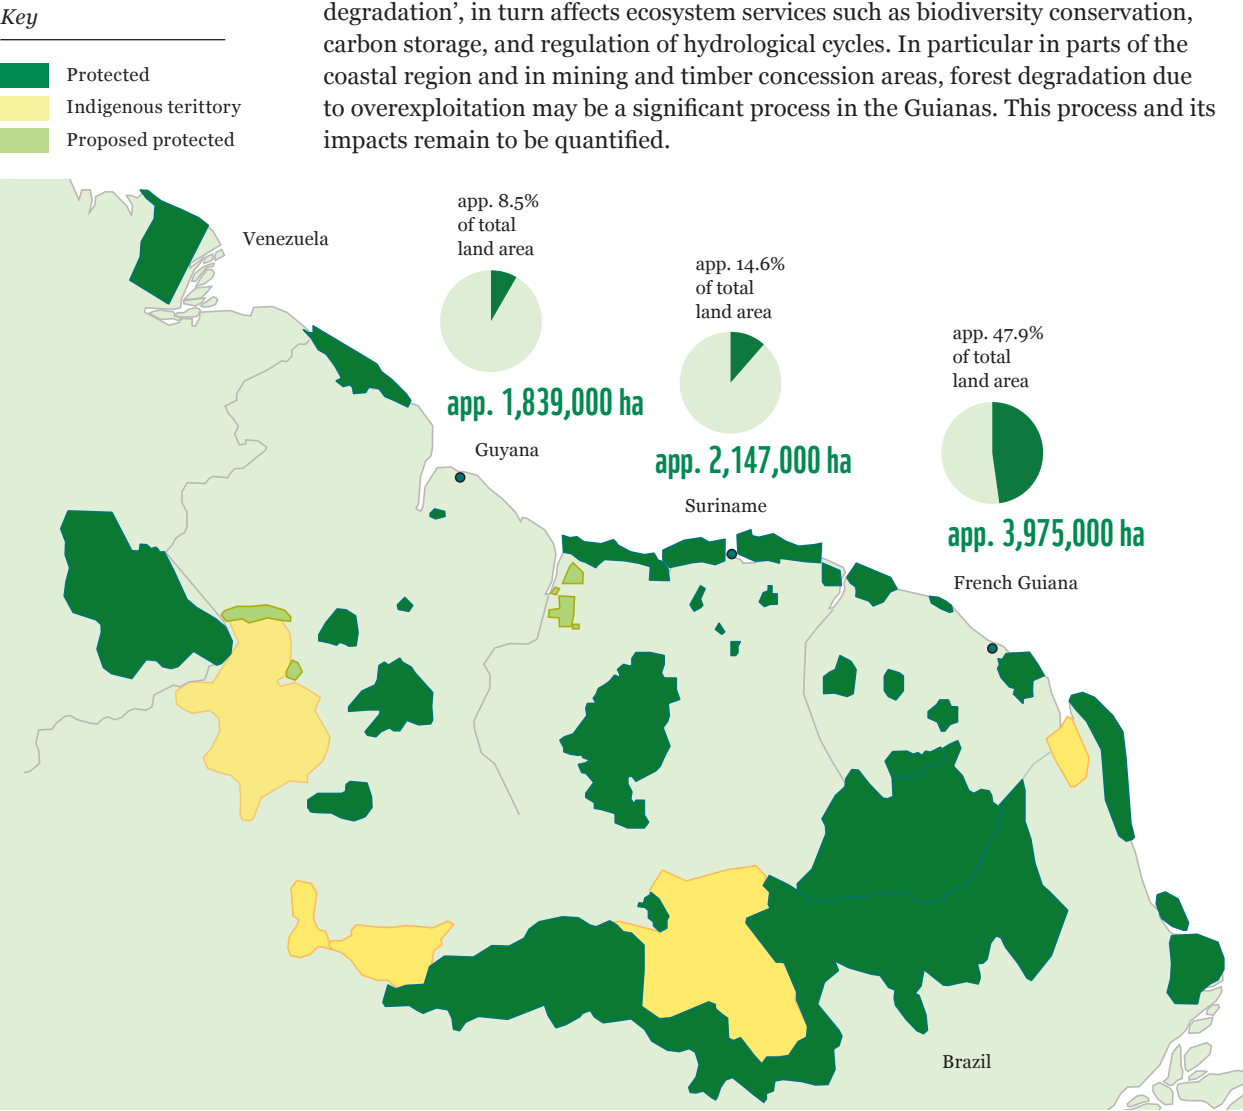 Key
Protected
Indigenous terittory
Proposed protected
degradation’, in turn affects ecosystem services such as biodiversity conservation,
carbon storage, and regulation of hydrological cycles. In particular in parts of the
coastal region and in mining and timber concession areas, forest degradation due
to overexploitation may be a significant process in the Guianas. This process and its
impacts remain to be quantified.
Venezuela
app. 8.5%
of total
land area
app. 1,839,000 ha
Guyana
app. 14.6%
of total
land area
app. 2,147,000 ha
Suriname
app. 47.9%
of total
land area
app. 3,975,000 ha
French Guiana
Brazil